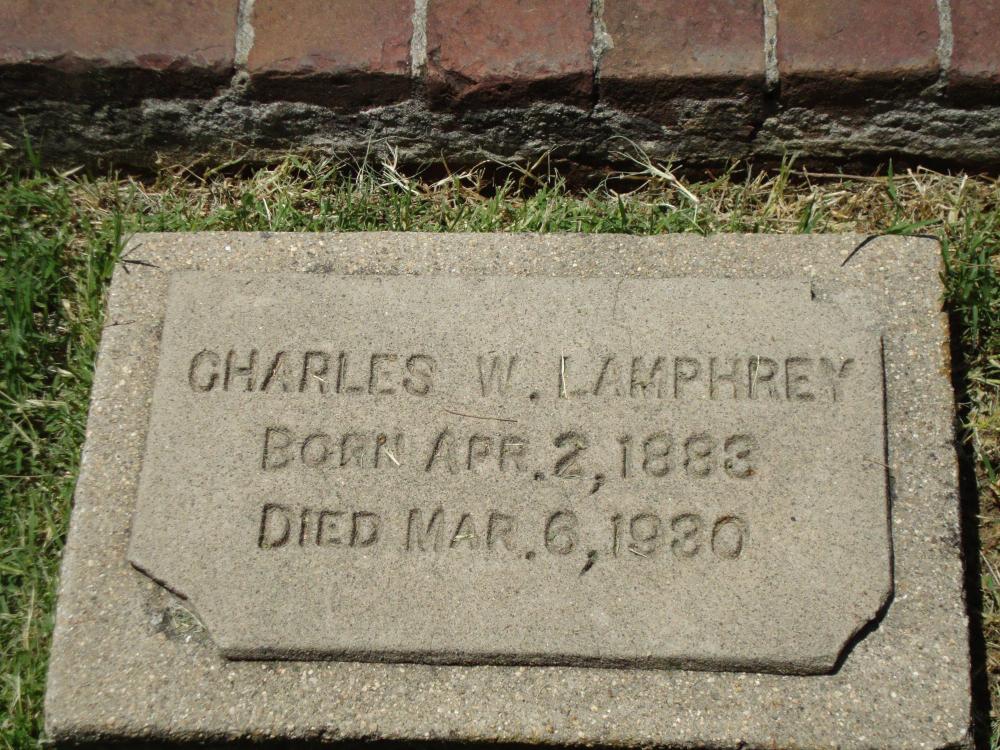 CHARLES W. LAMPHREY
BORN APR. 2, 1883
DIED MAR. 6, 1930